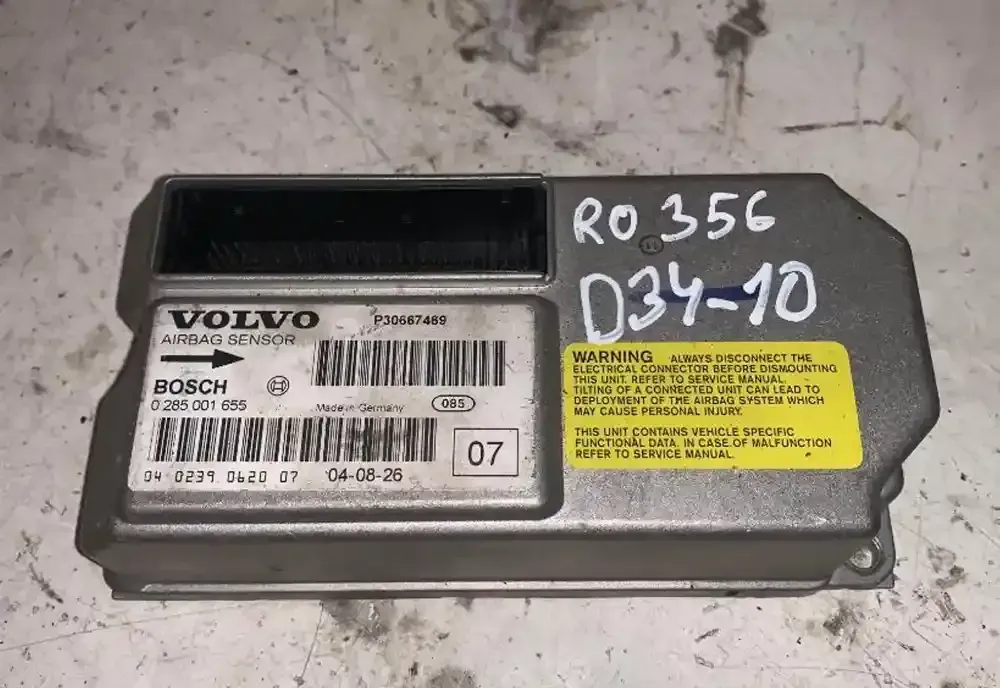 RO 356
D34-10
VOLVO
P30667469
AIRBAG SENSOR
BOSCH
0 285 001 655
Made in Germany
085
04 0239 0620 07
04-08-26
07
WARNING ALWAYS DISCONNECT THE
ELECTRICAL CONNECTOR BEFORE DISMOUNTING
THIS UNIT. REFER TO SERVICE MANUAL.
TILTING OF A CONNECTED UNIT CAN LEAD TO
DEPLOYMENT OF THE AIRBAG SYSTEM WHICH
MAY CAUSE PERSONAL INJURY.
THIS UNIT CONTAINS VEHICLE SPECIFIC
FUNCTIONAL DATA. IN CASE OF MALFUNCTION
REFER TO SERVICE MANUAL.